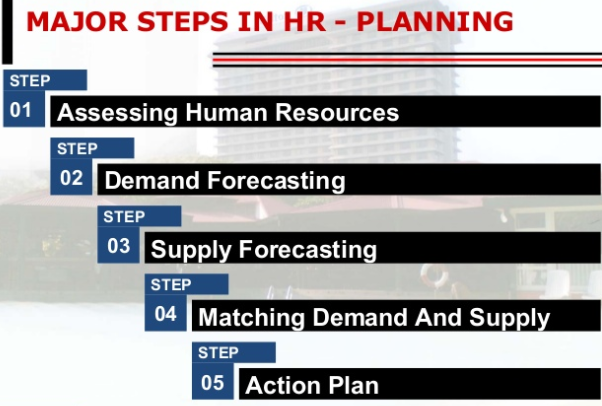 MAJOR STEPS IN HR - PLANNING
STEP
01 Assessing Human Resources
STEP
02 Demand Forecasting
STEP
03 Supply Forecasting
STEP
04 Matching Demand And Supply
STEP
05 Action Plan